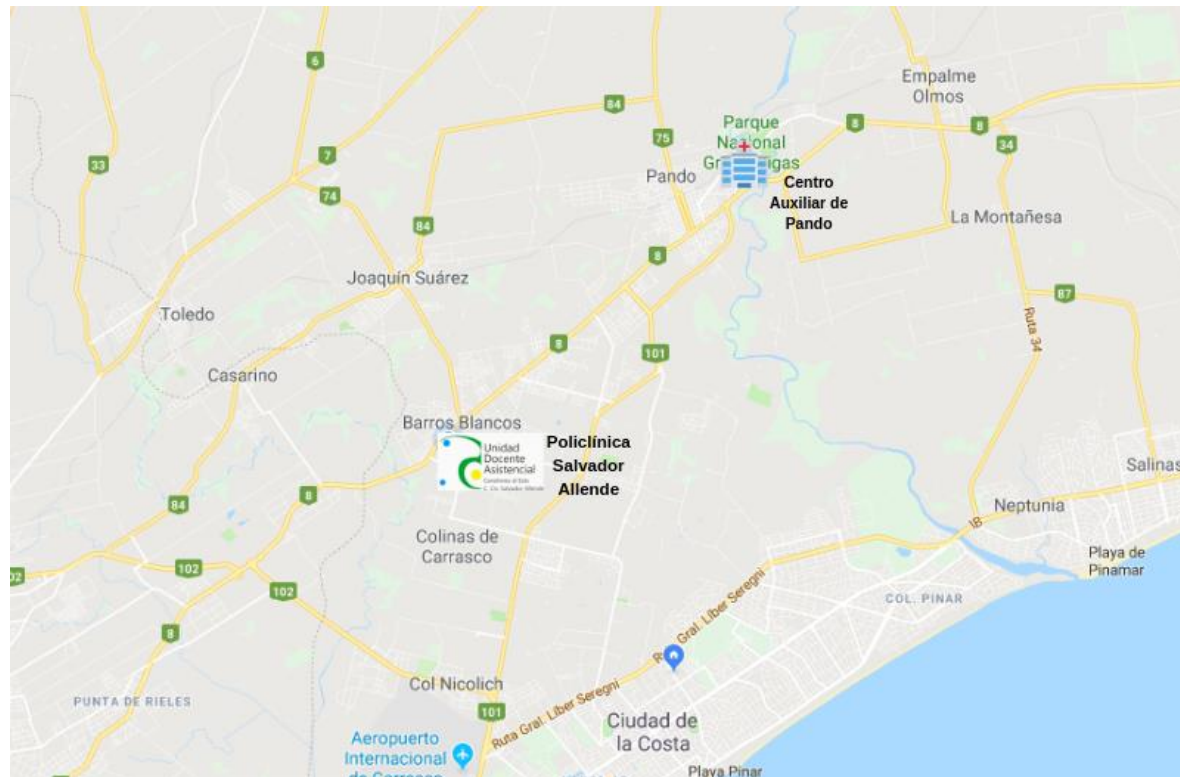 6
Empalme
Olmos
84
8
8
Parque
Nacional
75
34
7
33
Pando
Centro
Auxiliar de
Pando
74
La Montañesa
84
8
Joaquín Suárez
87
Toledo
Ruta 34
8
101
Casarino
Barros Blancos
Unidad
Docente
Asistencial
Policlínica
Salvador
Allende
Salinas
8
84
Neptunia
IB
Colinas de
Carrasco
Playa de
Pinamar
102
102
102
COL. PINAR
8
Ruta Gral. Líber Seregni
Col Nicolich
PUNTA DE RIELES
101
Ruta Gral. Líber Seregni
Ciudad de
la Costa
Aeropuerto
Internacional
de Carrasco
Playa Pinar